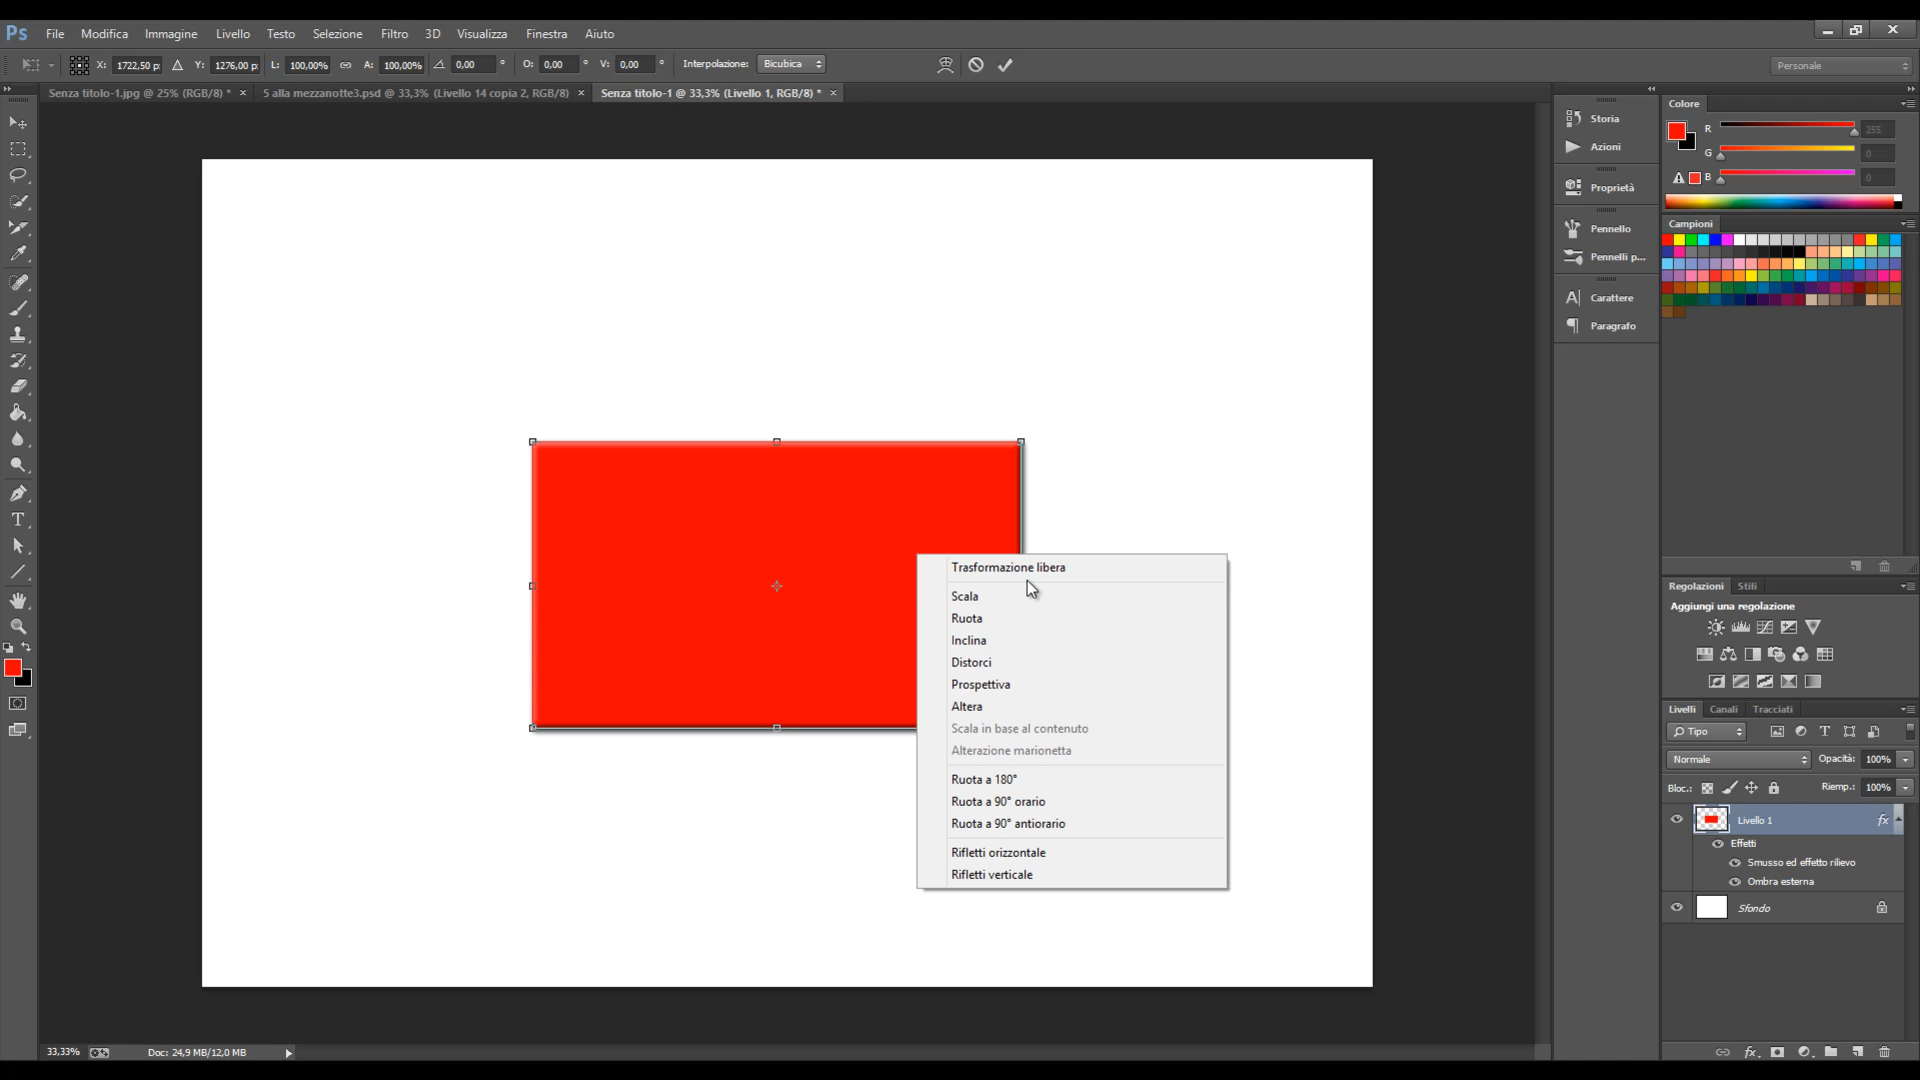 Ps File Modifica Immagine Livello Testo Selezione Filtro 3D Visualizza Finestra Aiuto
X: 1722,50 p Y: 1276,00 p L: 100,00% A: 100,00% 0,00 ° O: 0,00 ° V: 0,00 ° Interpolazione: Bicubica Personale
Senza titolo-1.jpg @ 25% (RGB/8) * × 5 alla mezzanotte3.psd @ 33,3% (Livello 14 copia 2, RGB/8) × Senza titolo-1 @ 33,3% (Livello 1, RGB/8) * ×
Storia
Azioni
Proprietà
Pennello
Pennelli p...
Carattere
Paragrafo
Colore
R 255
G 0
B 0
Campioni
Trasformazione libera
Scala
Ruota
Inclina
Distorci
Prospettiva
Altera
Scala in base al contenuto
Alterazione marionetta
Ruota a 180°
Ruota a 90° orario
Ruota a 90° antiorario
Rifletti orizzontale
Rifletti verticale
Regolazioni Stili
Aggiungi una regolazione
Livelli Canali Tracciati
Tipo
Normale Opacità: 100%
Bloc.: Riemp.: 100%
Livello 1 fx
Effetti
Smusso ed effetto rilievo
Ombra esterna
Sfondo
33,33% Doc: 24,9 MB/12,0 MB
fx